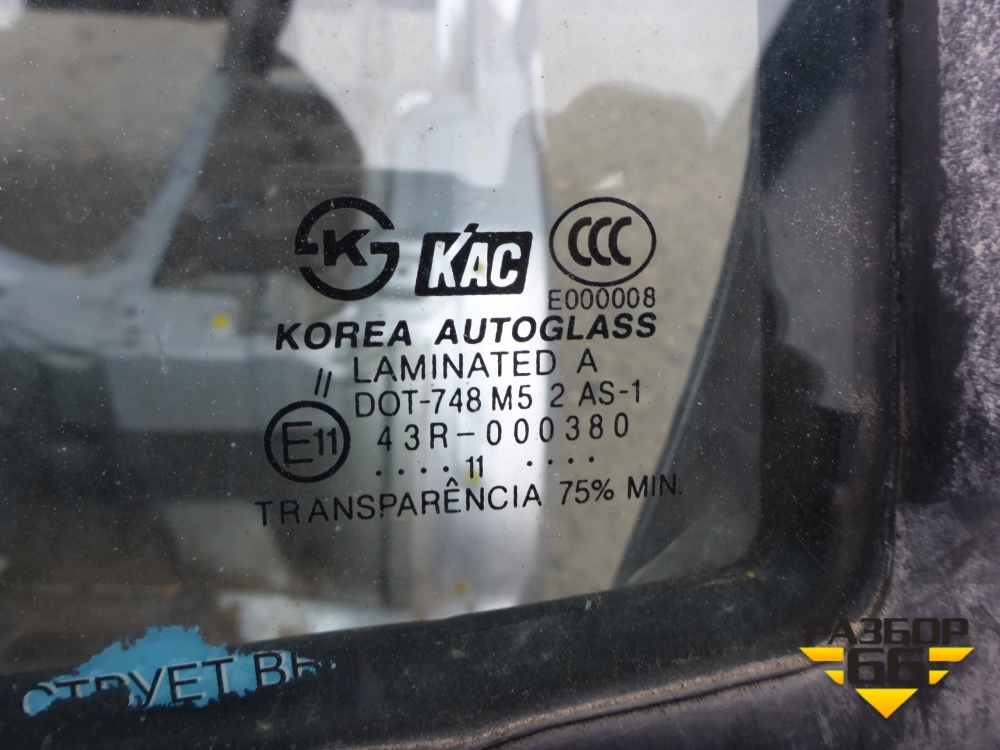 K KAC CCC
E000008
KOREA AUTOGLASS
// LAMINATED A
DOT-748 M5 2 AS-1
E11 43R-000380
.... 11 ....
TRANSPARÊNCIA 75% MIN.
РАЗБОР
66